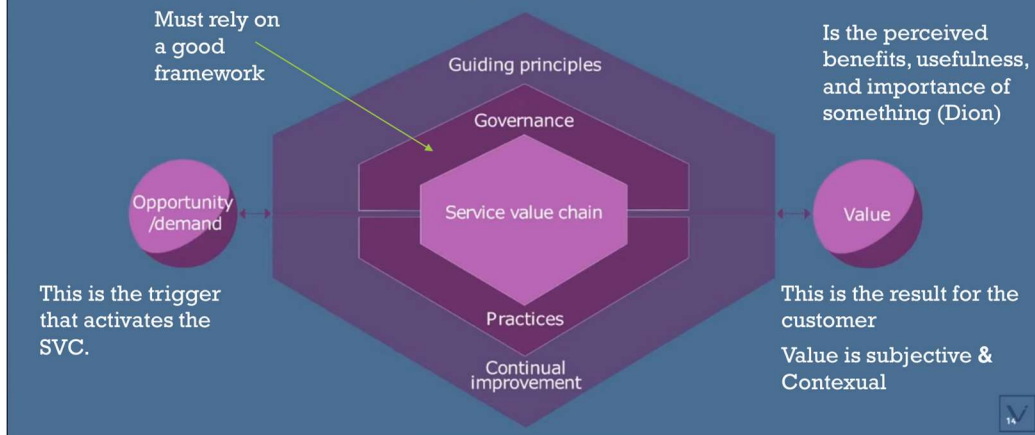 Must rely on
a good
framework
Guiding principles
Governance
Service value chain
Practices
Continual
improvement
Opportunity
/demand
This is the trigger
that activates the
SVC.
Is the perceived
benefits, usefulness,
and importance of
something (Dion)
Value
This is the result for the
customer
Value is subjective & 
Contexual
14